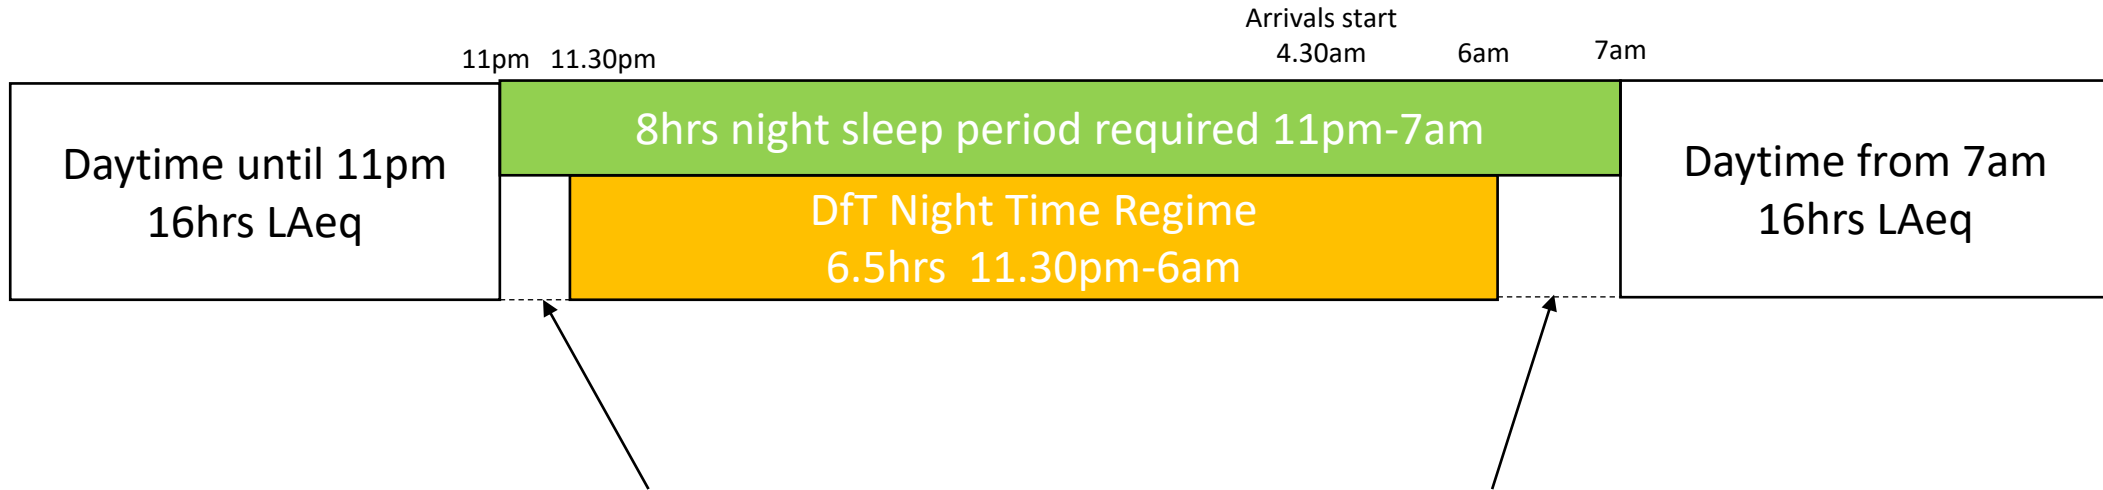 Arrivals start
11pm 11.30pm 4.30am 6am 7am
8hrs night sleep period required 11pm-7am
Daytime until 11pm
16hrs LAeq
DfT Night Time Regime
6.5hrs 11.30pm-6am
Daytime from 7am
16hrs LAeq